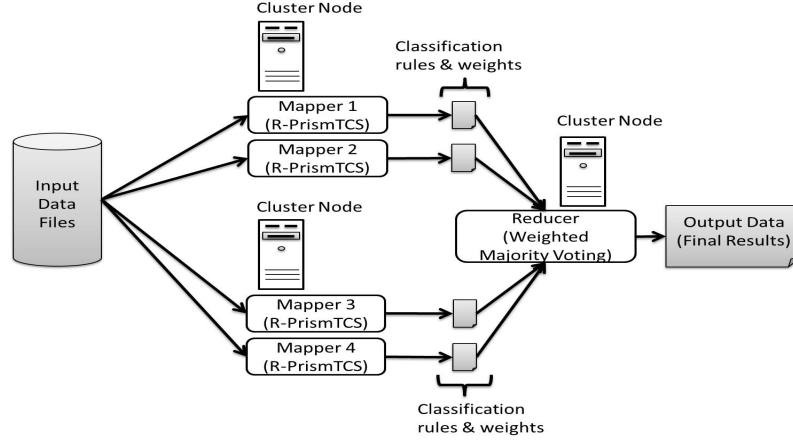 Cluster Node
Classification
rules & weights
Mapper 1
(R-PrismTCS)
Mapper 2
(R-PrismTCS)
Cluster Node
Input
Data
Files
Cluster Node
Reducer
(Weighted
Majority Voting)
Output Data
(Final Results)
Mapper 3
(R-PrismTCS)
Mapper 4
(R-PrismTCS)
Classification
rules & weights